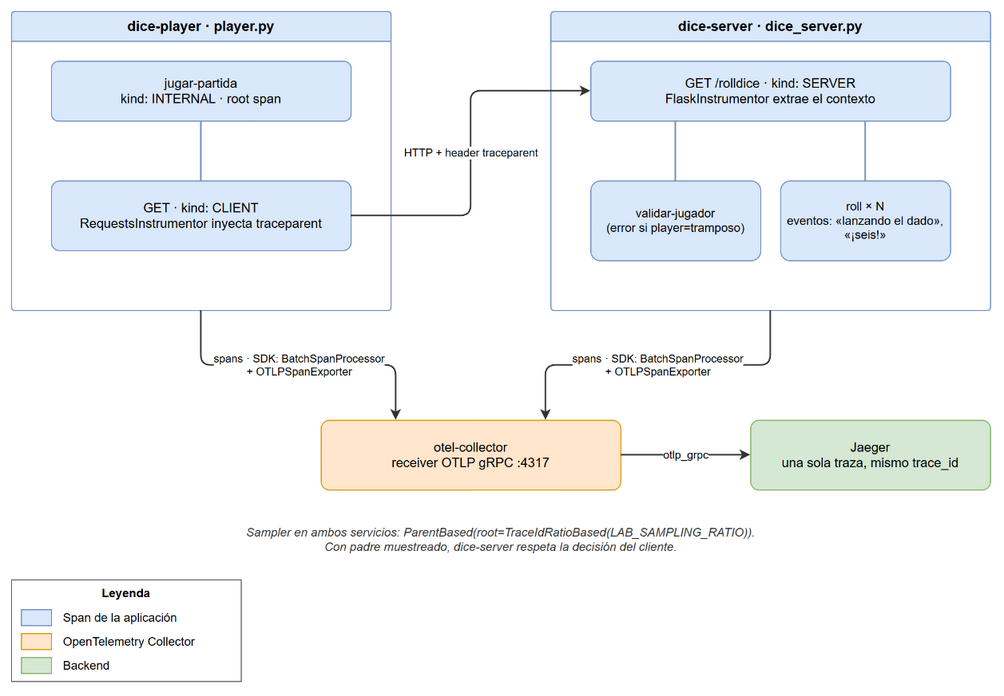 dice-player · player.py
jugar-partida
kind: INTERNAL · root span
GET · kind: CLIENT
RequestsInstrumentor inyecta traceparent
HTTP + header traceparent
dice-server · dice_server.py
GET /rolldice · kind: SERVER
FlaskInstrumentor extrae el contexto
validar-jugador
(error si player=tramposo)
roll × N
eventos: «lanzando el dado»,
«¡seis!»
spans · SDK: BatchSpanProcessor
+ OTLPSpanExporter
spans · SDK: BatchSpanProcessor
+ OTLPSpanExporter
otel-collector
receiver OTLP gRPC :4317
otlp_grpc
Jaeger
una sola traza, mismo trace_id
Sampler en ambos servicios: ParentBased(root=TraceIdRatioBased(LAB_SAMPLING_RATIO)).
Con padre muestreado, dice-server respeta la decisión del cliente.
Leyenda
Span de la aplicación
OpenTelemetry Collector
Backend